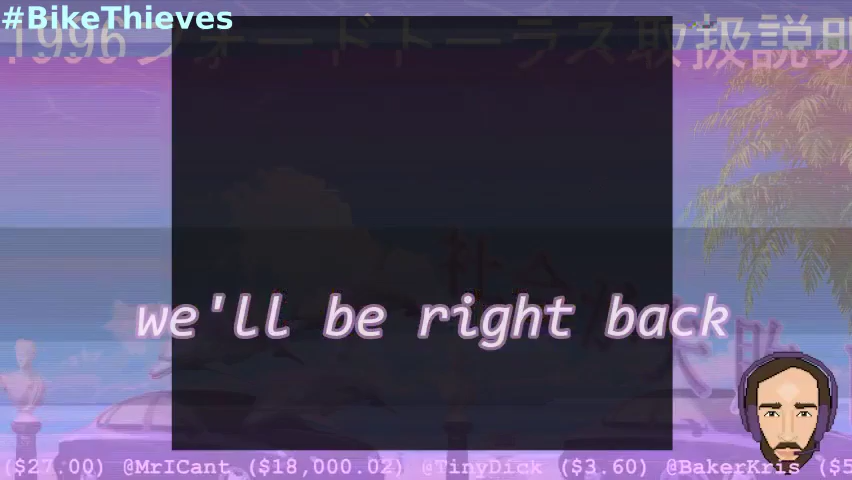 #BikeThieves
1996フォードトーラス取扱説明
we'll be right back
($27.00) @MrICant ($18,000.02) @TinyDick ($3.60) @BakerKris ($5